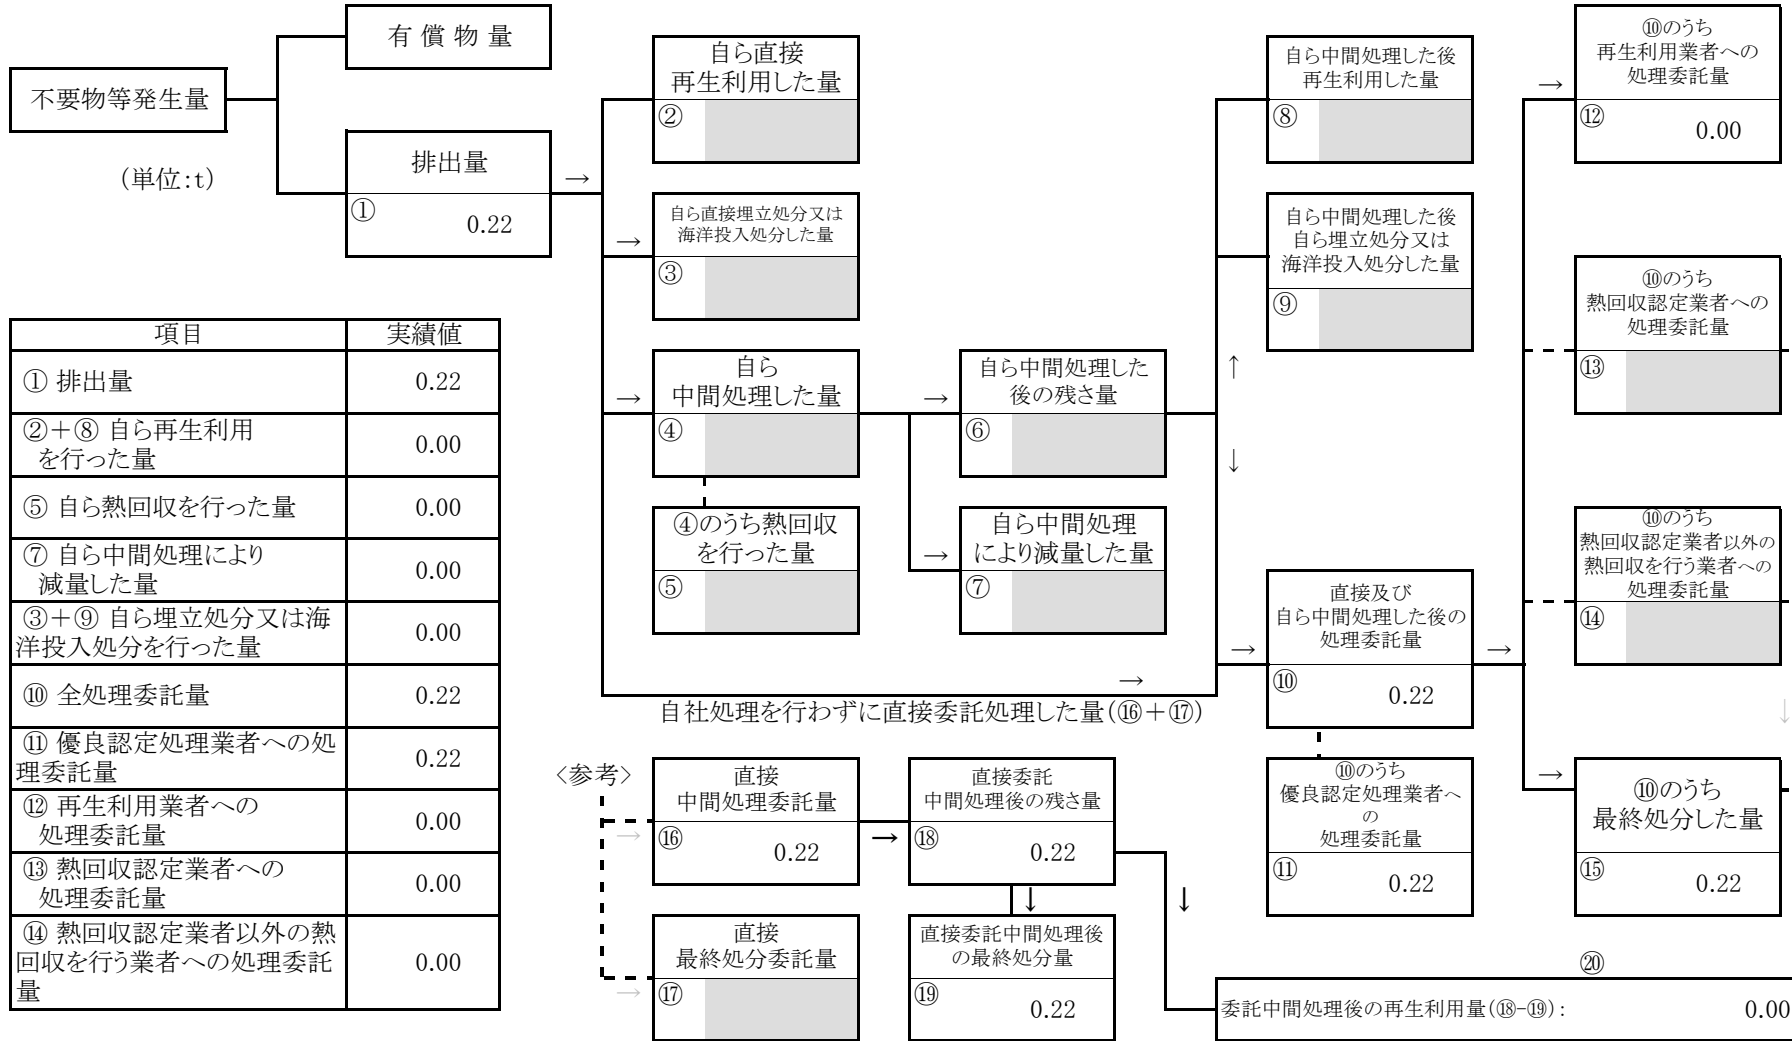 不要物等発生量
(単位:t)
有 償 物 量
排出量
①
0.22
→
自ら直接
再生利用した量
②
→
自ら直接埋立処分又は
海洋投入処分した量
③
→
自ら
中間処理した量
④
④のうち熱回収
を行った量
⑤
→
自ら中間処理した
後の残さ量
⑥
→
自ら中間処理
により減量した量
⑦
↑
↓
自ら中間処理した後
再生利用した量
⑧
自ら中間処理した後
自ら埋立処分又は
海洋投入処分した量
⑨
→
直接及び
自ら中間処理した後の
処理委託量
⑩
0.22
→
⑩のうち
優良認定処理業者へ
の
処理委託量
⑪
0.22
→
⑩のうち
再生利用業者への
処理委託量
⑫
0.00
⑩のうち
熱回収認定業者への
処理委託量
⑬
⑩のうち
熱回収認定業者以外の
熱回収を行う業者への
処理委託量
⑭
↓
→
⑩のうち
最終処分した量
⑮
0.22
→
自社処理を行わずに直接委託処理した量(⑯+⑰)
項目 実績値
① 排出量 0.22
②+⑧ 自ら再生利用
を行った量 0.00
⑤ 自ら熱回収を行った量 0.00
⑦ 自ら中間処理により
減量した量 0.00
③+⑨ 自ら埋立処分又は海
洋投入処分を行った量 0.00
⑩ 全処理委託量 0.22
⑪ 優良認定処理業者への処
理委託量 0.22
⑫ 再生利用業者への
処理委託量 0.00
⑬ 熱回収認定業者への
処理委託量 0.00
⑭ 熱回収認定業者以外の熱
回収を行う業者への処理委託
量 0.00
〈参考〉
→
直接
中間処理委託量
⑯
0.22
→
直接委託
中間処理後の残さ量
⑱
0.22
↓
↓
→
直接
最終処分委託量
⑰
直接委託中間処理後
の最終処分量
⑲
0.22
⑳
委託中間処理後の再生利用量(⑱-⑲): 0.00